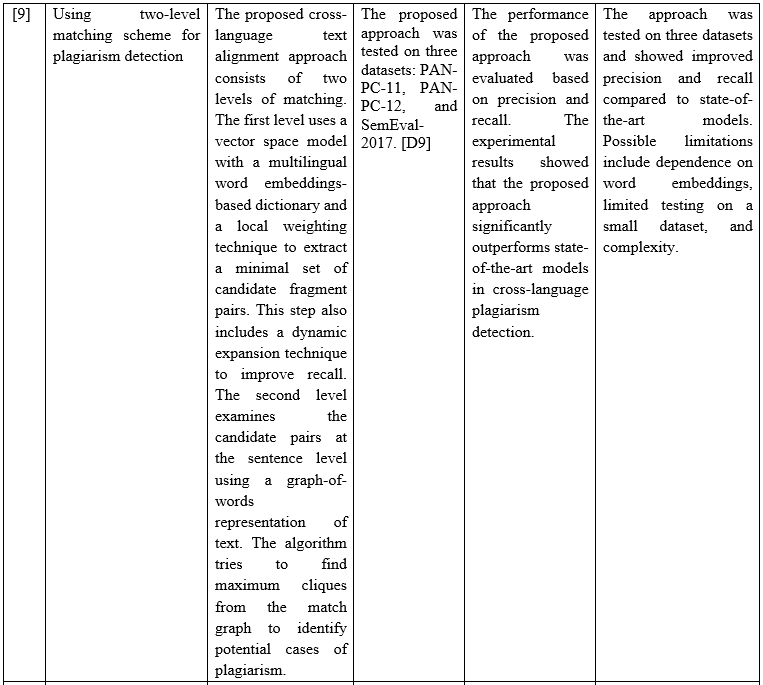 [9]
Using two-level
matching scheme for
plagiarism detection
The proposed cross-
language text
alignment approach
consists of two
levels of matching.
The first level uses a
vector space model
with a multilingual
word embeddings-
based dictionary and
a local weighting
technique to extract
a minimal set of
candidate fragment
pairs. This step also
includes a dynamic
expansion technique
to improve recall.
The second level
examines the
candidate pairs at
the sentence level
using a graph-of-
words
representation of
text. The algorithm
tries to find
maximum cliques
from the match
graph to identify
potential cases of
plagiarism.
The proposed
approach was
tested on three
datasets: PAN-
PC-11, PAN-
PC-12, and
SemEval-
2017. [D9]
The performance
of the proposed
approach was
evaluated based
on precision and
recall. The
experimental
results showed
that the proposed
approach
significantly
outperforms state-
of-the-art models
in cross-language
plagiarism
detection.
The approach was
tested on three datasets
and showed improved
precision and recall
compared to state-of-
the-art models.
Possible limitations
include dependence on
word embeddings,
limited testing on a
small dataset, and
complexity.